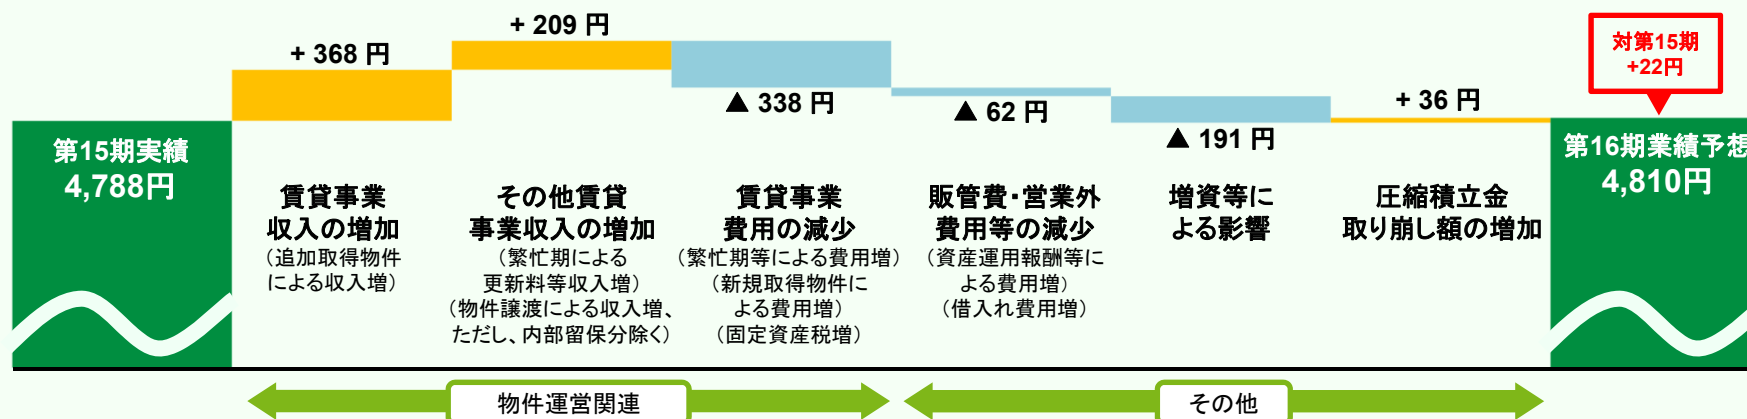 第15期実績
4,788円
+ 368 円
賃貸事業
収入の増加
(追加取得物件
による収入増)
+ 209 円
その他賃貸
事業収入の増加
(繁忙期による
更新料等収入増)
(物件譲渡による収入増、
ただし、内部留保分除く)
▲ 338 円
賃貸事業
費用の減少
(繁忙期等による費用増)
(新規取得物件に
よる費用増)
(固定資産税増)
▲ 62 円
販管費・営業外
費用等の減少
(資産運用報酬等に
よる費用増)
(借入れ費用増)
▲ 191 円
増資等に
よる影響
+ 36 円
圧縮積立金
取り崩し額の増加
対第15期
+22円
第16期業績予想
4,810円
物件運営関連
その他